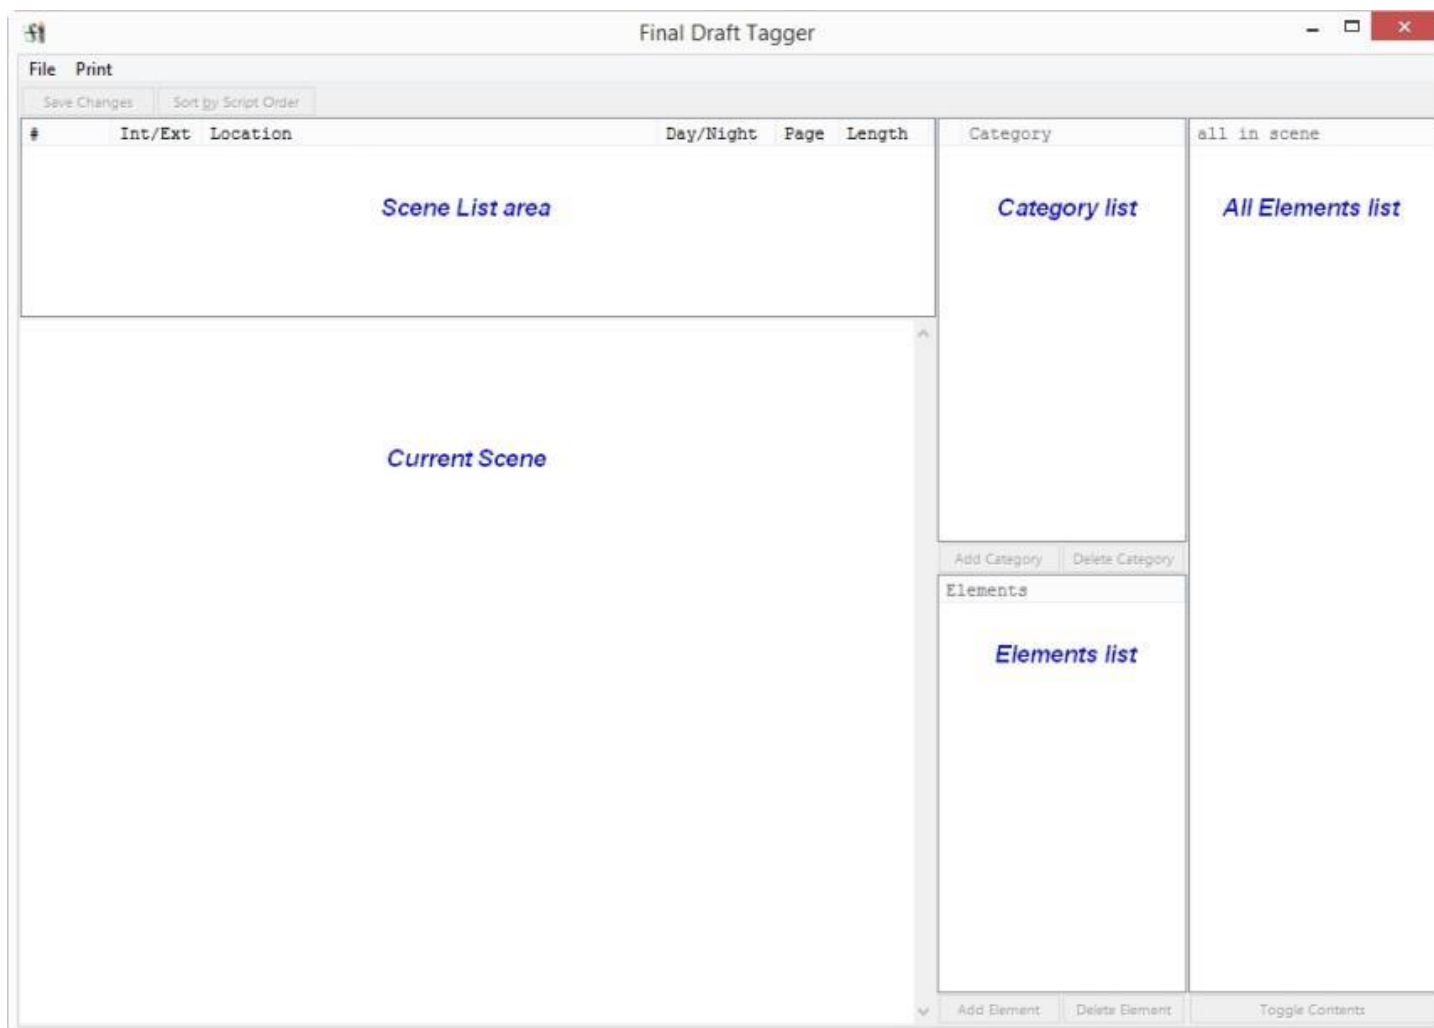 Final Draft Tagger
File Print
Save Changes Sort by Script Order
# Int/Ext Location Day/Night Page Length Category all in scene
Scene List area Category list All Elements list
Current Scene
Add Category Delete Category
Elements
Elements list
Add Element Delete Element Toggle Contents